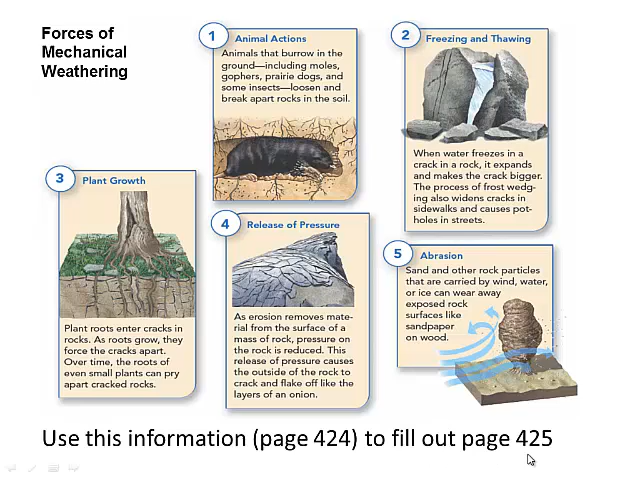 Forces of
Mechanical
Weathering
1 Animal Actions
Animals that burrow in the
ground—including moles,
gophers, prairie dogs, and
some insects—loosen and
break apart rocks in the soil.
2 Freezing and Thawing
When water freezes in a
crack in a rock, it expands
and makes the crack bigger.
The process of frost wedg-
ing also widens cracks in
sidewalks and causes pot-
holes in streets.
3 Plant Growth
Plant roots enter cracks in
rocks. As roots grow, they
force the cracks apart.
Over time, the roots of
even small plants can pry
apart cracked rocks.
4 Release of Pressure
As erosion removes mate-
rial from the surface of a
mass of rock, pressure on
the rock is reduced. This
release of pressure causes
the outside of the rock to
crack and flake off like the
layers of an onion.
5 Abrasion
Sand and other rock particles
that are carried by wind, water,
or ice can wear away
exposed rock
surfaces like
sandpaper
on wood.
Use this information (page 424) to fill out page 425